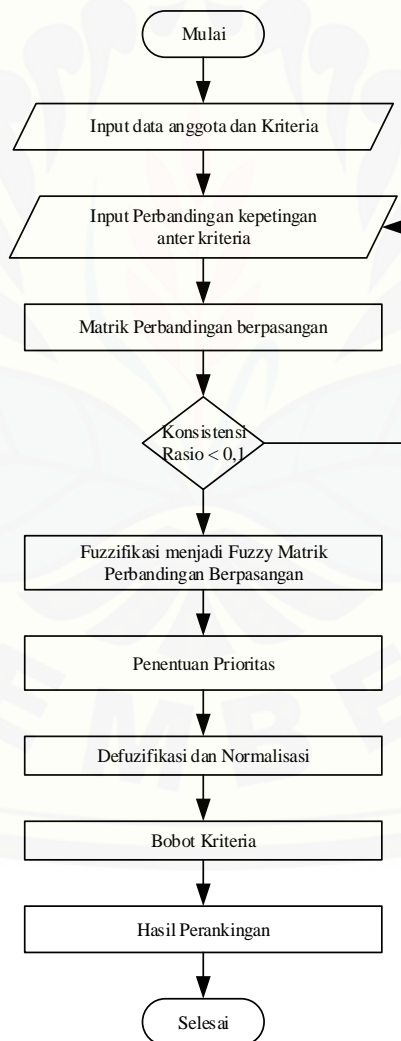 Mulai
Input data anggota dan Kriteria
Input Perbandingan kepetingan
anter kriteria
Matrik Perbandingan berpasangan
Konsistensi
Rasio < 0,1
Fuzzifikasi menjadi Fuzzy Matrik
Perbandingan Berpasangan
Penentuan Prioritas
Defuzifikasi dan Normalisasi
Bobot Kriteria
Hasil Perankingan
Selesai